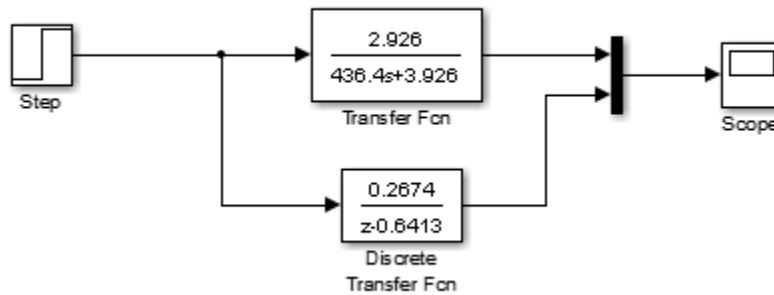 Step
2.926
436.4s+3.926
Transfer Fcn
Scope
0.2674
z-0.6413
Discrete
Transfer Fcn